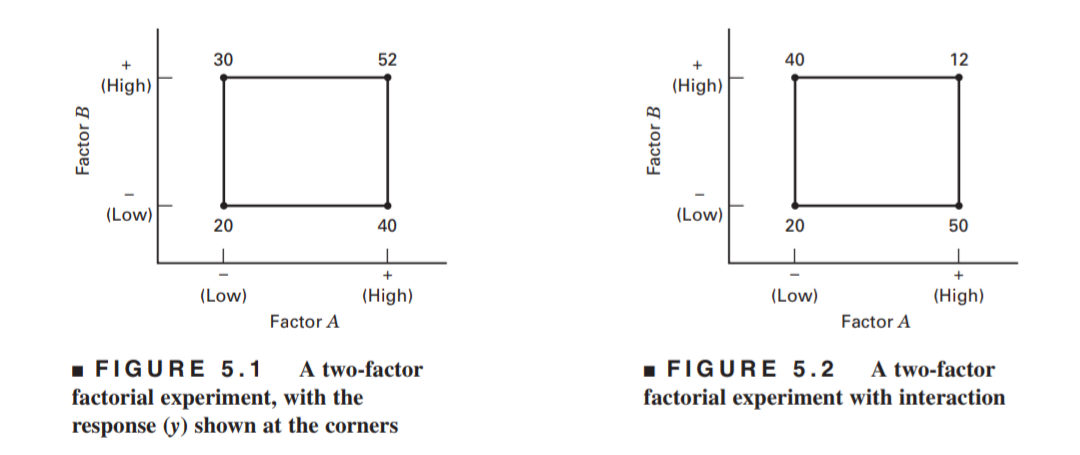 30
52
+
(High)
Factor B
−
(Low)
20
40
−
+
(Low)
(High)
Factor A
■ FIGURE 5.1 A two-factor
factorial experiment, with the
response (y) shown at the corners
40
12
+
(High)
Factor B
−
(Low)
20
50
−
+
(Low)
(High)
Factor A
■ FIGURE 5.2 A two-factor
factorial experiment with interaction